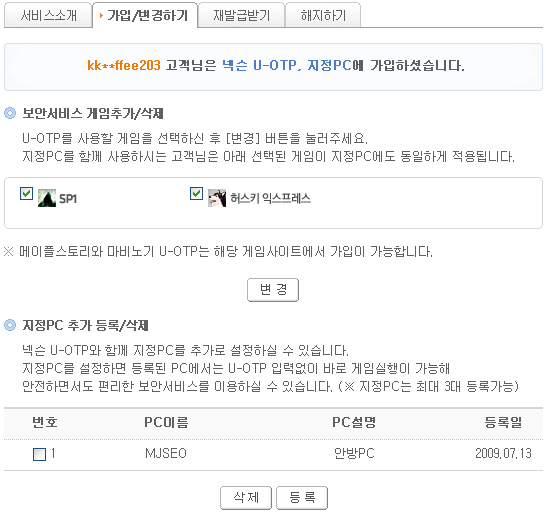 서비스소개 가입/변경하기 재발급받기 해지하기
kk**ffee203 고객님은 넥슨 U-OTP, 지정PC에 가입하셨습니다.
보안서비스 게임추가/삭제
U-OTP를 사용할 게임을 선택하신 후 [변경] 버튼을 눌러주세요.
지정PC를 함께 사용하시는 고객님은 아래 선택된 게임이 지정PC에도 동일하게 적용됩니다.
SP1 허스키 익스프레스
※ 메이플스토리와 마비노기 U-OTP는 해당 게임사이트에서 가입이 가능합니다.
변 경
지정PC 추가 등록/삭제
넥슨 U-OTP와 함께 지정PC를 추가로 설정하실 수 있습니다.
지정PC를 설정하면 등록된 PC에서는 U-OTP 입력없이 바로 게임실행이 가능해
안전하면서도 편리한 보안서비스를 이용하실 수 있습니다. (※ 지정PC는 최대 3대 등록가능)
번호 PC이름 PC설명 등록일
1 MJSEO 안방PC 2009.07.13
삭 제 등 록